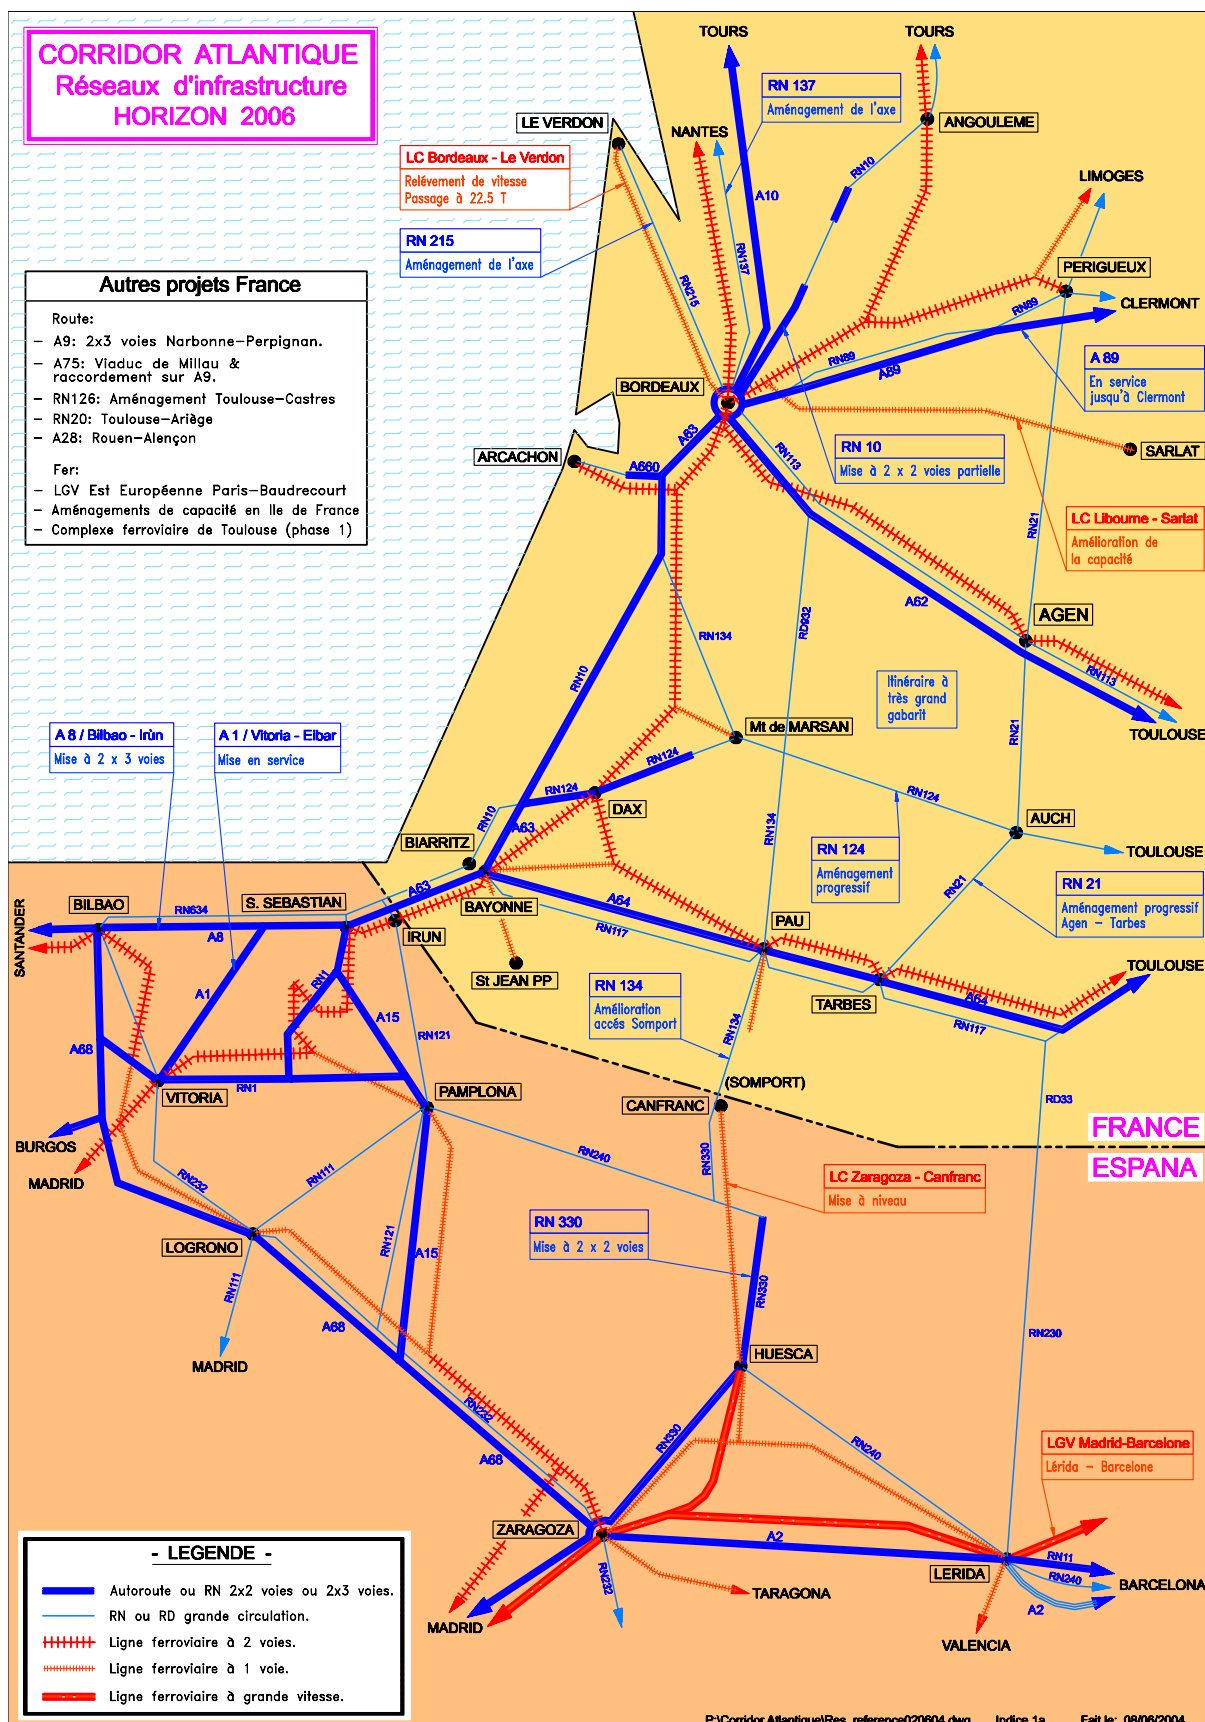 CORRIDOR ATLANTIQUE
Réseaux d'infrastructure
HORIZON 2006
TOURS
TOURS
RN 137
Aménagement de l'axe
LE VERDON
NANTES
ANGOULEME
LC Bordeaux - Le Verdon
Relévement de vitesse
Passage à 22.5 T
RN10
A10
LIMOGES
RN 215
Aménagement de l'axe
RN137
RN215
PERIGUEUX
CLERMONT
RN89
RN89
A89
A 89
En service
jusqu'à Clermont
Autres projets France
Route:
- A9: 2x3 voies Narbonne-Perpignan.
- A75: Viaduc de Millau &
raccordement sur A9.
- RN126: Aménagement Toulouse-Castres
- RN20: Toulouse-Ariège
- A28: Rouen-Alençon
Fer:
- LGV Est Européenne Paris-Baudrecourt
- Aménagements de capacité en Ile de France
- Complexe ferroviaire de Toulouse (phase 1)
BORDEAUX
A63
RN113
RN 10
Mise à 2 x 2 voies partielle
SARLAT
ARCACHON
A660
RN21
LC Libourne - Sarlat
Amélioration de
la capacité
A62
AGEN
RN134
RD932
RN10
RN113
Itinéraire à
très grand
gabarit
RN21
TOULOUSE
Mt de MARSAN
A 8 / Bilbao - Irùn
Mise à 2 x 3 voies
A 1 / Vitoria - Eibar
Mise en service
RN124
RN124
RN124
DAX
RN10
A63
AUCH
BIARRITZ
RN134
RN 124
Aménagement
progressif
TOULOUSE
RN21
RN 21
Aménagement progressif
Agen - Tarbes
A63
BAYONNE
A64
RN117
PAU
SANTANDER
BILBAO
RN634
A8
S. SEBASTIAN
IRUN
St JEAN PP
RN 134
Amélioration
accés Somport
TARBES
TOULOUSE
A64
RN117
A1
RN1
A15
RN121
RN134
A68
RN1
VITORIA
PAMPLONA
(SOMPORT)
CANFRANC
RD33
FRANCE
ESPANA
BURGOS
MADRID
RN232
RN111
RN240
RN330
LC Zaragoza - Canfranc
Mise à niveau
RN 330
Mise à 2 x 2 voies
LOGRONO
RN121
A15
RN111
RN330
MADRID
A68
RN230
HUESCA
RN232
A68
RN330
RN240
LGV Madrid-Barcelone
Lérida - Barcelone
ZARAGOZA
A2
LERIDA
RN11
RN240
BARCELONA
A2
RN232
TARAGONA
MADRID
VALENCIA
- LEGENDE -
Autoroute ou RN 2x2 voies ou 2x3 voies.
RN ou RD grande circulation.
Ligne ferroviaire à 2 voies.
Ligne ferroviaire à 1 voie.
Ligne ferroviaire à grande vitesse.
P:\Corridor Atlantique\Res_reference020604.dwg Indice 1a Fait le: 08/06/2004